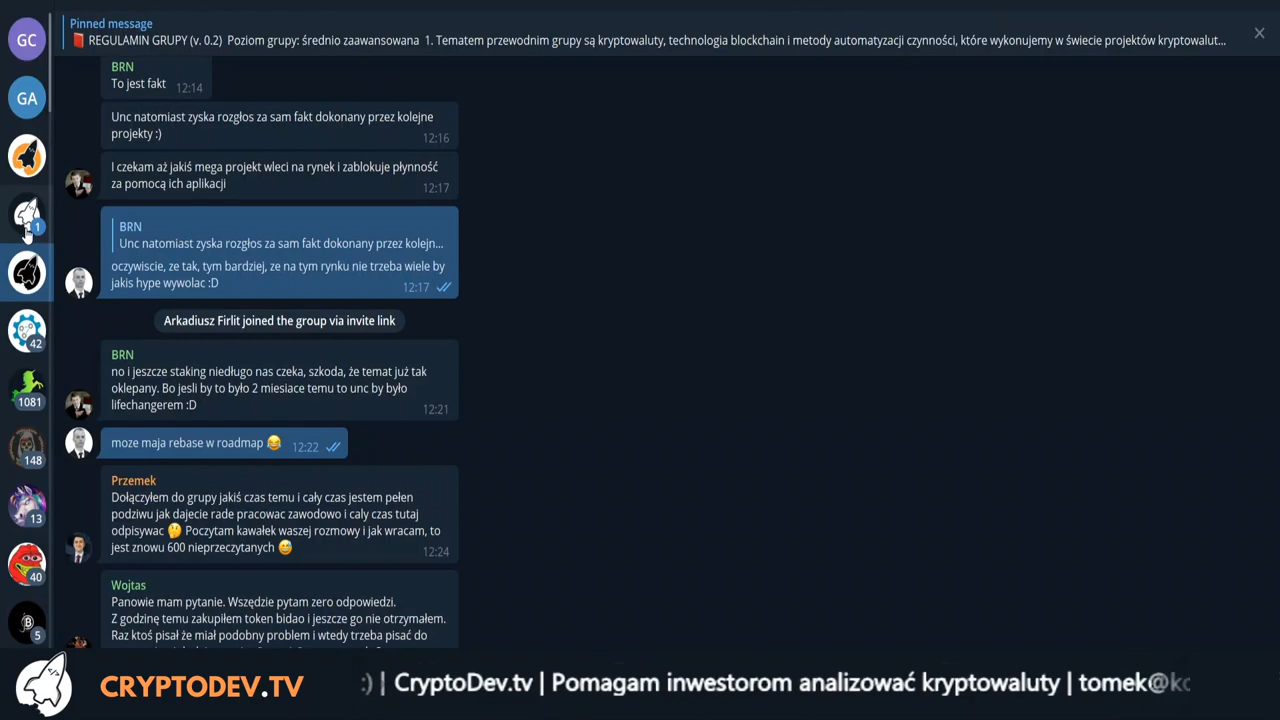 Pinned message
REGULAMIN GRUPY (v. 0.2) Poziom grupy: średnio zaawansowana 1. Tematem przewodnim grupy są kryptowaluty, technologia blockchain i metody automatyzacji czynności, które wykonujemy w świecie projektów kryptowalut...
GC
GA
1
42
1081
148
13
40
5
BRN
To jest fakt 12:14
Unc natomiast zyska rozgłos za sam fakt dokonany przez kolejne
projekty :) 12:16
I czekam aż jakiś mega projekt wleci na rynek i zablokuje płynność
za pomocą ich aplikacji 12:17
BRN
Unc natomiast zyska rozgłos za sam fakt dokonany przez kolejn...
oczywiscie, ze tak, tym bardziej, ze na tym rynku nie trzeba wiele by
jakis hype wywolac :D 12:17
Arkadiusz Firlit joined the group via invite link
BRN
no i jeszcze staking niedługo nas czeka, szkoda, że temat już tak
oklepany. Bo jesli by to było 2 miesiace temu to unc by było
lifechangerem :D 12:21
moze maja rebase w roadmap 😂 12:22
Przemek
Dołączyłem do grupy jakiś czas temu i cały czas jestem pełen
podziwu jak dajecie rade pracowac zawodowo i caly czas tutaj
odpisywac 🤔 Poczytam kawałek waszej rozmowy i jak wracam, to
jest znowu 600 nieprzeczytanych 😅 12:24
Wojtas
Panowie mam pytanie. Wszędzie pytam zero odpowiedzi.
Z godzinę temu zakupiłem token bidao i jeszcze go nie otrzymałem.
Raz ktoś pisał że miał podobny problem i wtedy trzeba pisać do
CRYPTODEV.TV
:) | CryptoDev.tv | Pomagam inwestorom analizować kryptowaluty | tomek@